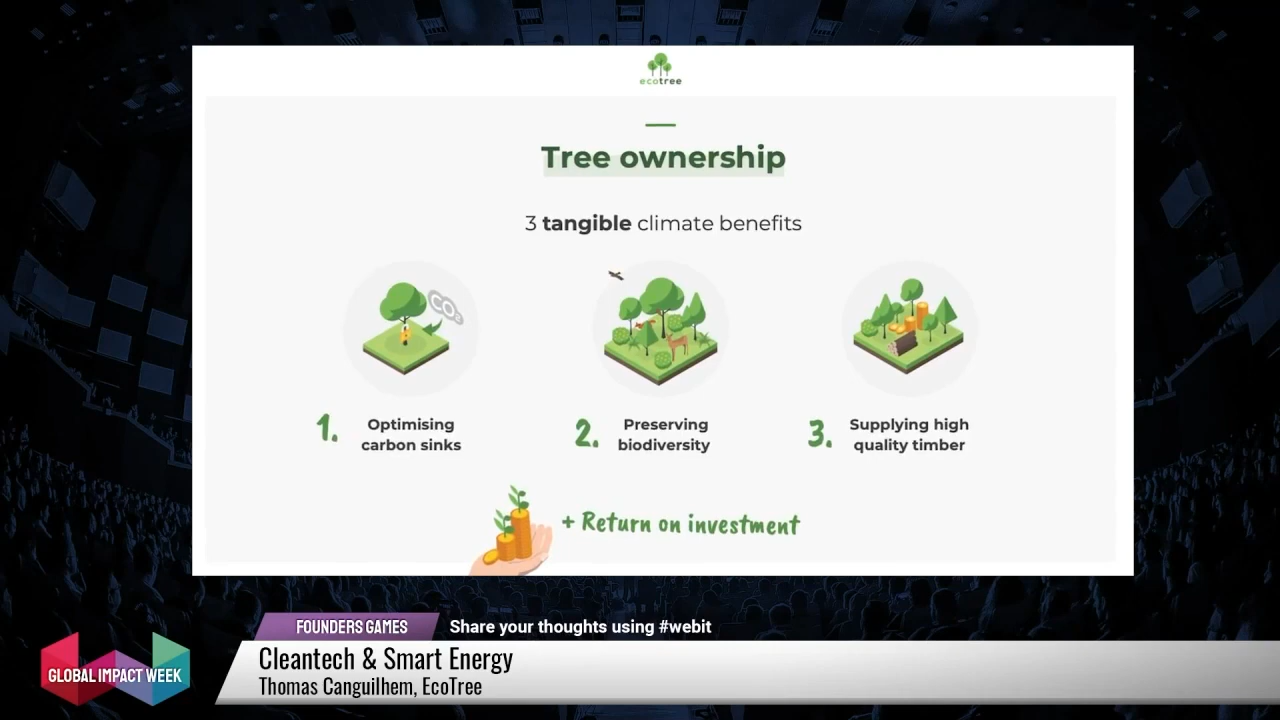 ecotree
Tree ownership
3 tangible climate benefits
CO₂
1. Optimising
carbon sinks
2. Preserving
biodiversity
3. Supplying high
quality timber
+ Return on investment
FOUNDERS GAMES
Share your thoughts using #webit
GLOBAL IMPACT WEEK
Cleantech & Smart Energy
Thomas Canguilhem, EcoTree